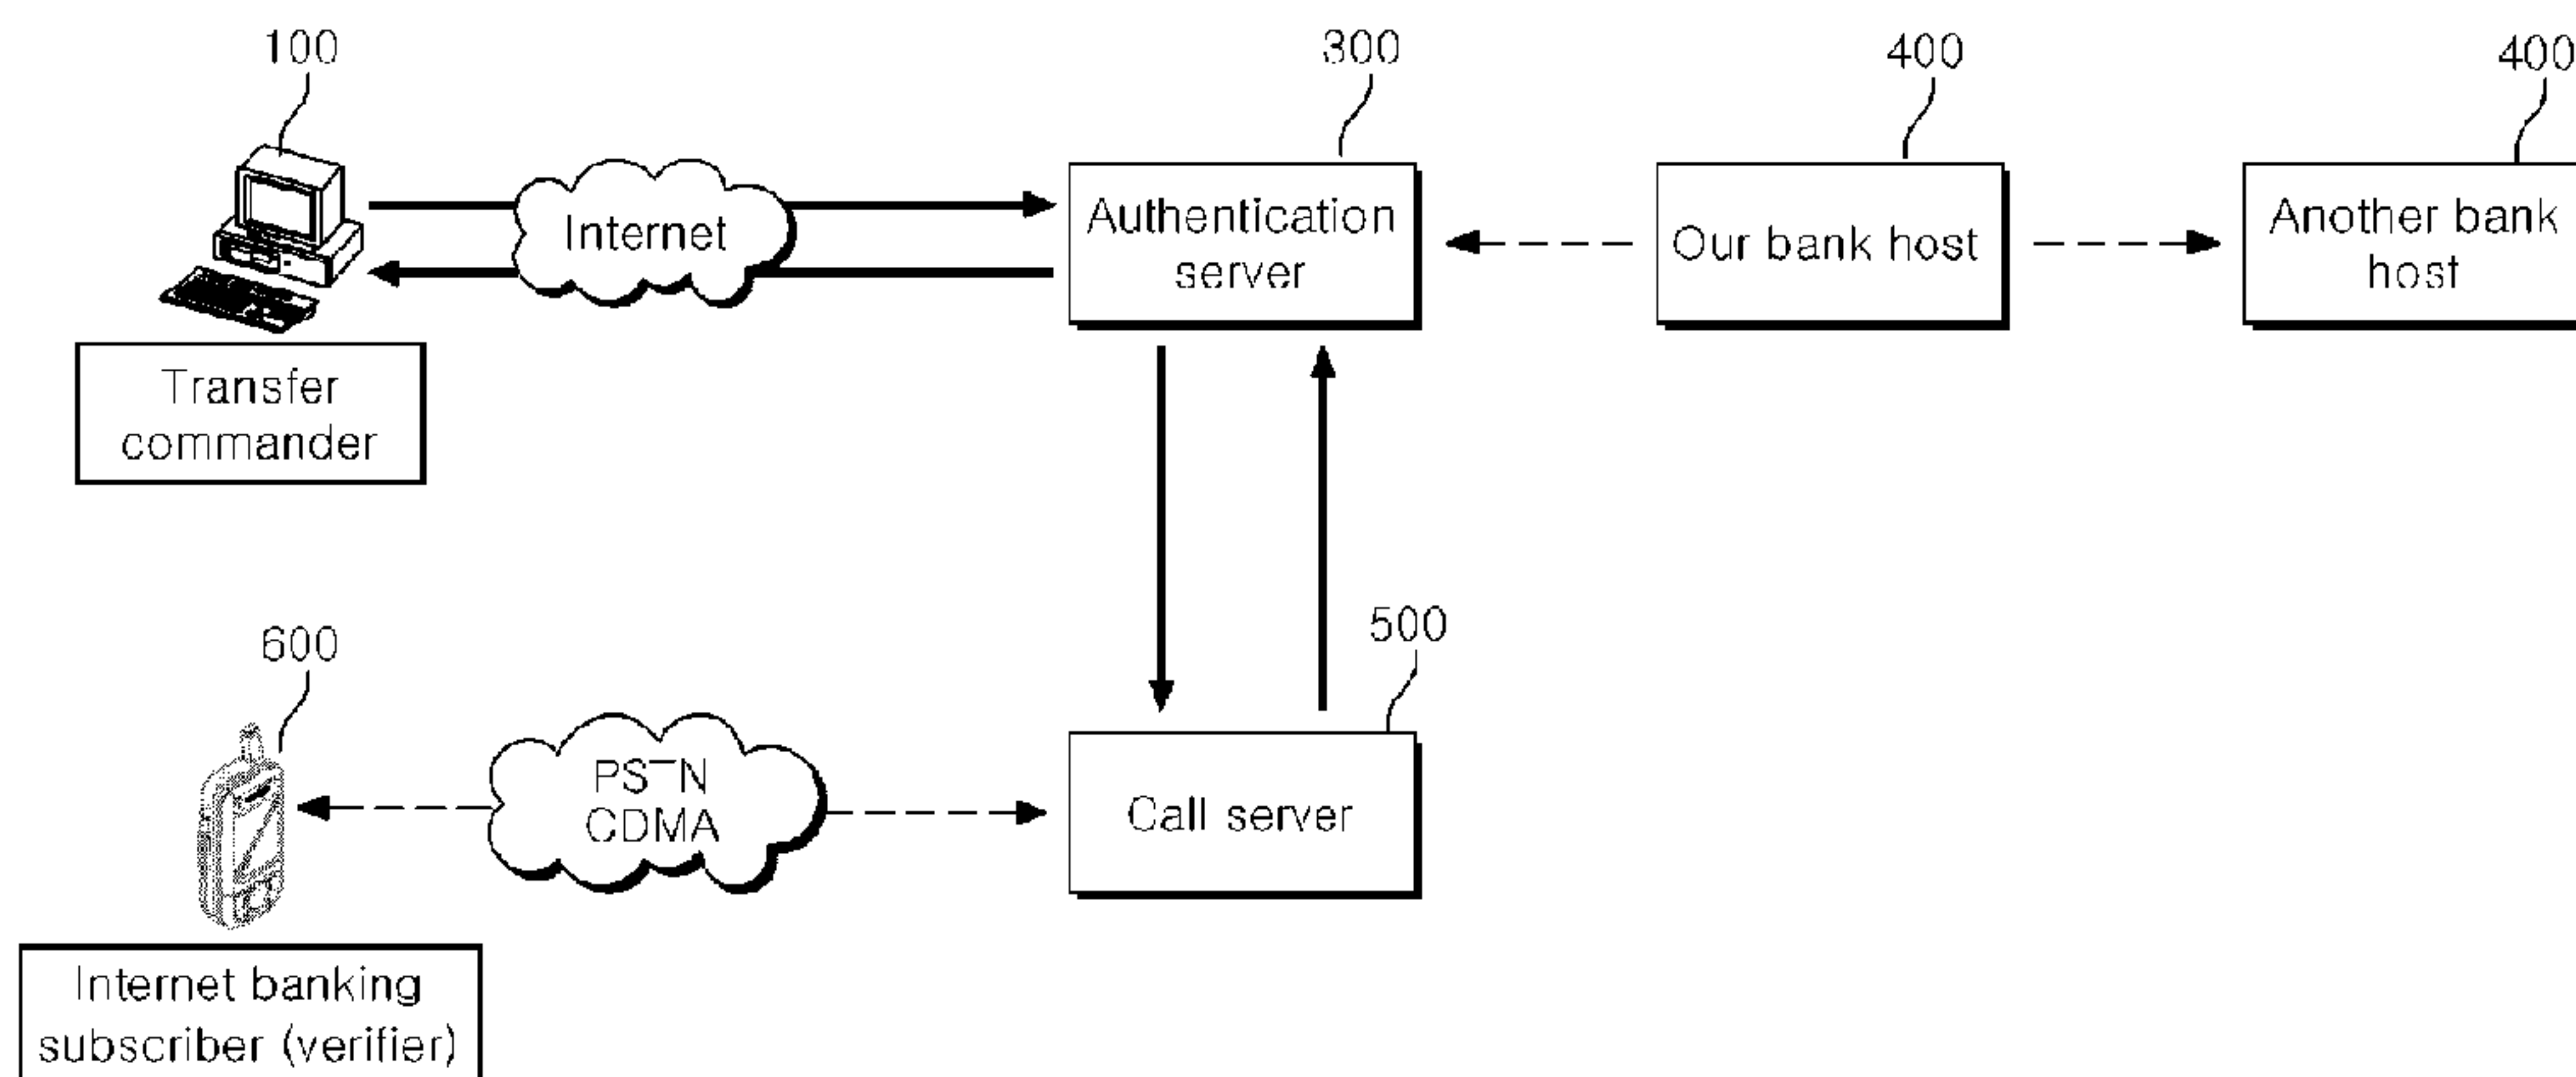 100
300
400
400
Internet
Authentication
server
Our bank host
Another bank
host
Transfer
commander
600
500
PSTN
CDMA
Call server
Internet banking
subscriber (verifier)